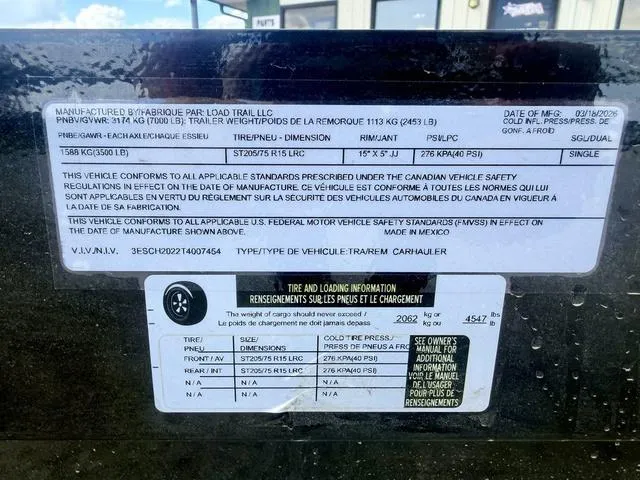 PARTS
MANUFACTURED BY/FABRIQUE PAR: LOAD TRAIL LLC DATE OF MFG: 03/18/2026
PNBV/GVWR: 3174 KG (7000 LB); TRAILER WEIGHT/POIDS DE LA REMORQUE 1113 KG (2453 LB) COLD INFL. PRESS/PRESS. DE
GONF. A FROID
PNBE/GAWR - EACH AXLE/CHAQUE ESSIEU TIRE/PNEU - DIMENSION RIM/JANT PSI/LPC SGL/DUAL
1588 KG(3500 LB) ST205/75 R15 LRC 15" X 5" JJ 276 KPA(40 PSI) SINGLE
THIS VEHICLE CONFORMS TO ALL APPLICABLE STANDARDS PRESCRIBED UNDER THE CANADIAN VEHICLE SAFETY
REGULATIONS IN EFFECT ON THE DATE OF MANUFACTURE. CE VÉHICULE EST CONFORME À TOUTES LES NORMES QUI LUI
SONT APPLICABLES EN VERTU DU RÈGLEMENT SUR LA SÉCURITÉ DES VÉHICULES AUTOMOBILES DU CANADA EN VIGUEUR À
LA DATE DE SA FABRICATION.
THIS VEHICLE CONFORMS TO ALL APPLICABLE U.S. FEDERAL MOTOR VEHICLE SAFETY STANDARDS (FMVSS) IN EFFECT ON
THE DATE OF MANUFACTURE SHOWN ABOVE. MADE IN MEXICO
V.I.V./N.I.V. 3ESCH2022T4007454 TYPE/TYPE DE VEHICULE:TRA/REM CARHAULER
TIRE AND LOADING INFORMATION
RENSEIGNEMENTS SUR LES PNEUS ET LE CHARGEMENT
The weight of cargo should never exceed / 2062 kg or 4547 lbs
Le poids de chargement ne doit jamais depass kg ou lb
TIRE/ SIZE/ COLD TIRE PRESS./
PNEU DIMENSIONS PRESS DE PNEUS A FRO
FRONT / AV ST205/75 R15 LRC 276 KPA(40 PSI)
REAR / INT ST205/75 R15 LRC 276 KPA(40 PSI)
N / A N / A N / A
N / A N / A N / A
SEE OWNER'S
MANUAL FOR
ADDITIONAL
INFORMATION
VOIR LE MANUEL
DE L'USAGER
POUR PLUS DE
RENSEIGNEMENTS